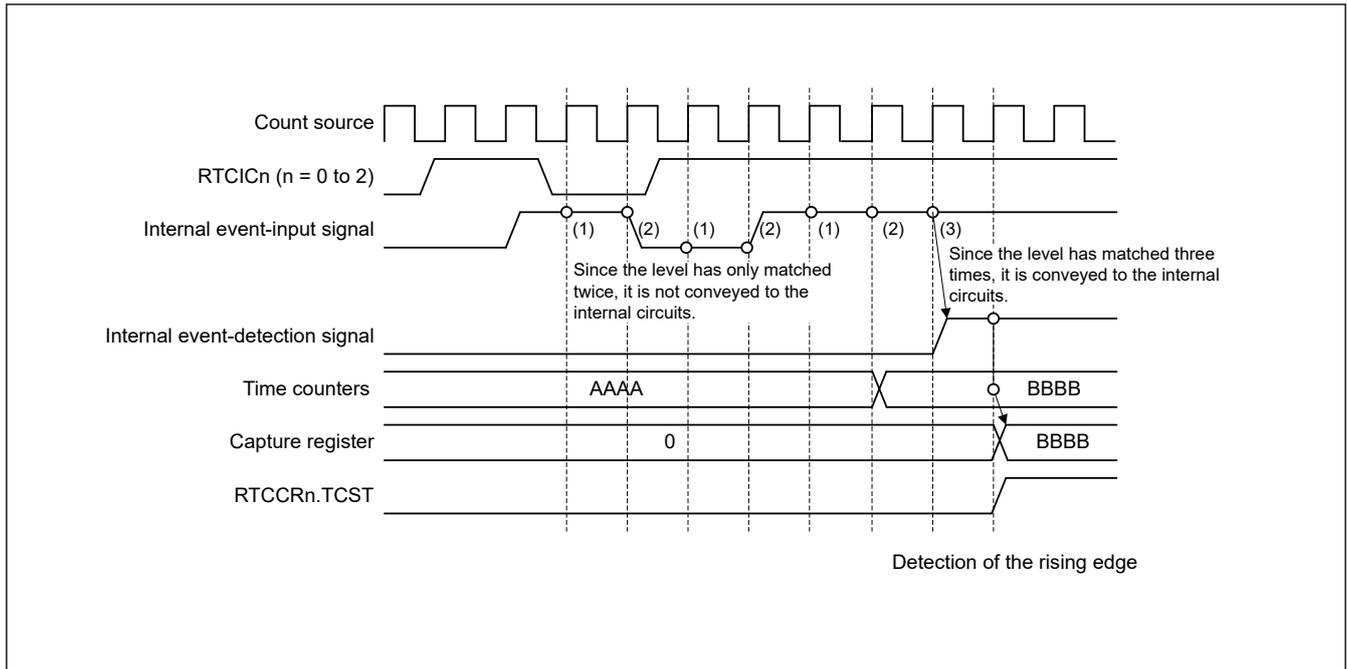 Count source
RTCICn (n = 0 to 2)
Internal event-input signal
(1)
(2)
(1)
(2)
(1)
(2)
(3)
Since the level has only matched
twice, it is not conveyed to the
internal circuits.
Since the level has matched three
times, it is conveyed to the internal
circuits.
Internal event-detection signal
Time counters
AAAA
BBBB
Capture register
0
BBBB
RTCCRn.TCST
Detection of the rising edge